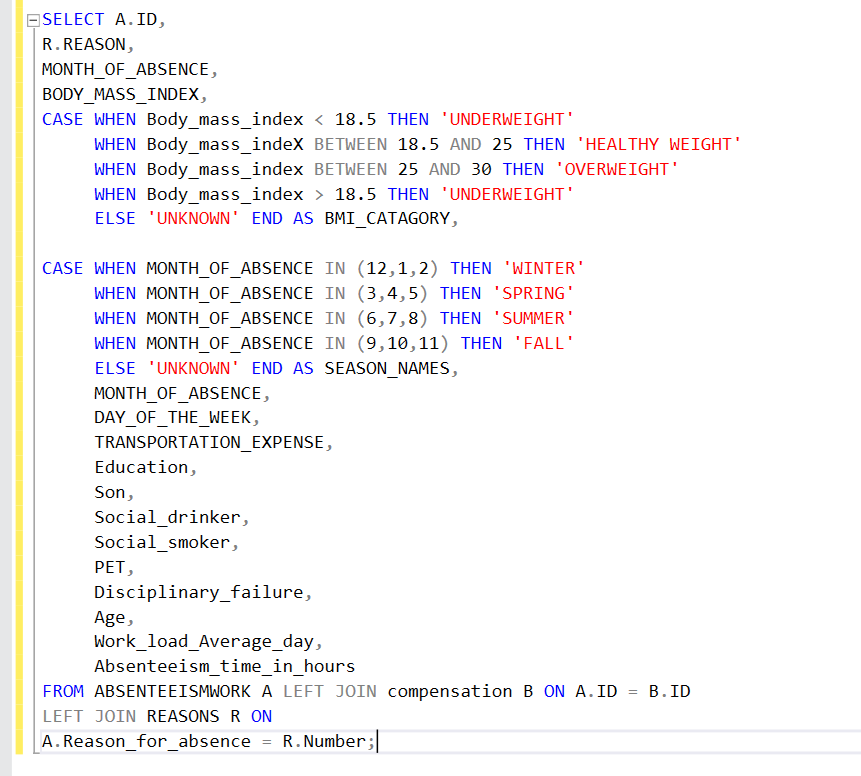 SELECT A.ID,
R.REASON,
MONTH_OF_ABSENCE,
BODY_MASS_INDEX,
CASE WHEN Body_mass_index < 18.5 THEN 'UNDERWEIGHT'
WHEN Body_mass_indeX BETWEEN 18.5 AND 25 THEN 'HEALTHY WEIGHT'
WHEN Body_mass_index BETWEEN 25 AND 30 THEN 'OVERWEIGHT'
WHEN Body_mass_index > 18.5 THEN 'UNDERWEIGHT'
ELSE 'UNKNOWN' END AS BMI_CATAGORY,
CASE WHEN MONTH_OF_ABSENCE IN (12,1,2) THEN 'WINTER'
WHEN MONTH_OF_ABSENCE IN (3,4,5) THEN 'SPRING'
WHEN MONTH_OF_ABSENCE IN (6,7,8) THEN 'SUMMER'
WHEN MONTH_OF_ABSENCE IN (9,10,11) THEN 'FALL'
ELSE 'UNKNOWN' END AS SEASON_NAMES,
MONTH_OF_ABSENCE,
DAY_OF_THE_WEEK,
TRANSPORTATION_EXPENSE,
Education,
Son,
Social_drinker,
Social_smoker,
PET,
Disciplinary_failure,
Age,
Work_load_Average_day,
Absenteeism_time_in_hours
FROM ABSENTEEISMWORK A LEFT JOIN compensation B ON A.ID = B.ID
LEFT JOIN REASONS R ON
A.Reason_for_absence = R.Number;